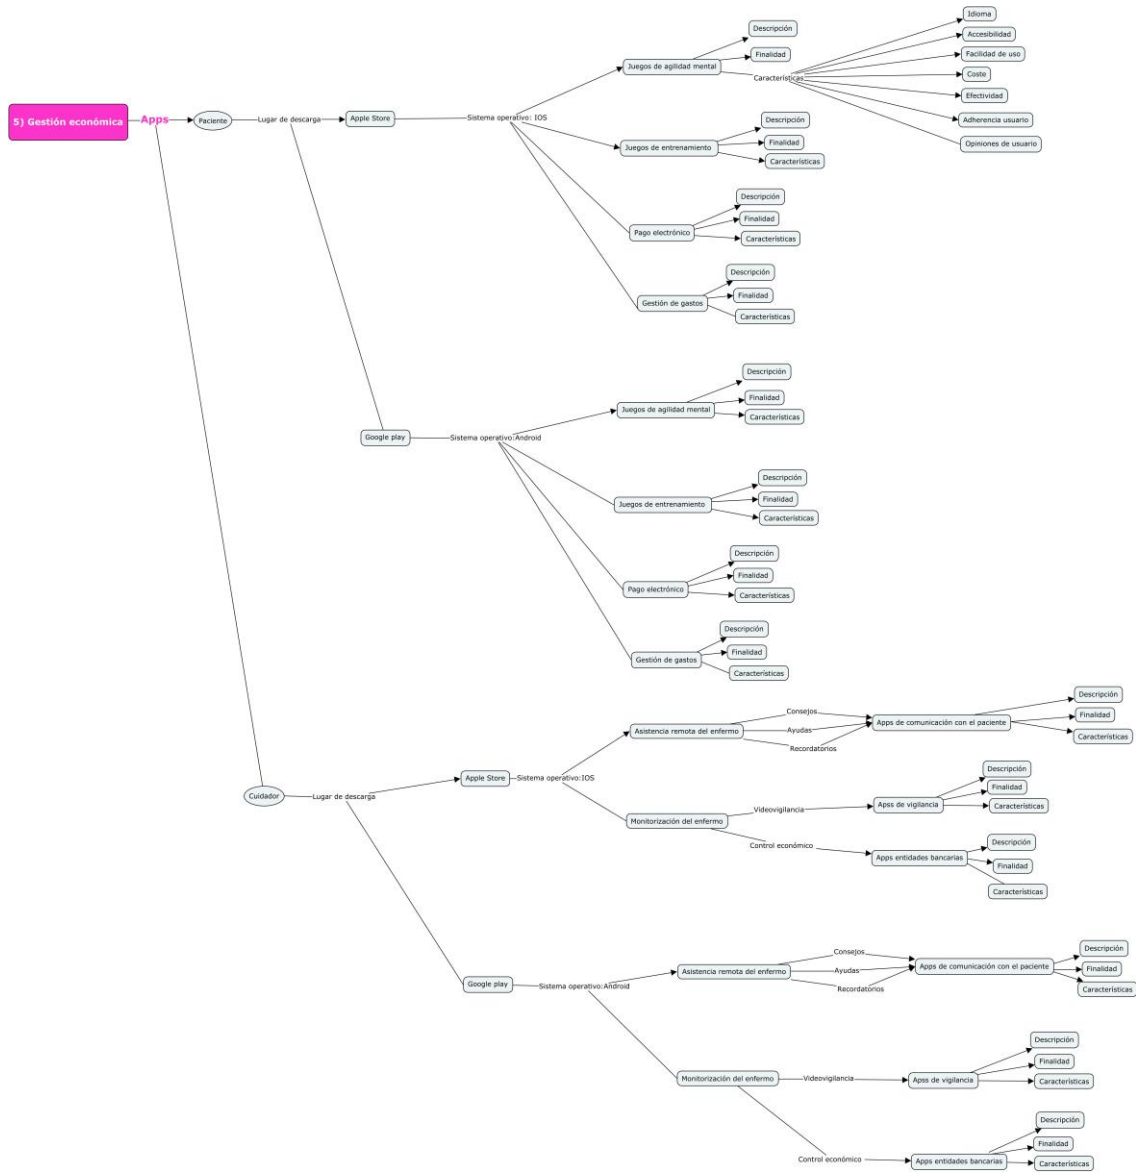 5) Gestión económica
Apps
Paciente
Lugar de descarga
Apple Store
Sistema operativo: IOS
Juegos de agilidad mental
Descripción
Finalidad
Características
Idioma
Accesibilidad
Facilidad de uso
Coste
Efectividad
Adherencia usuario
Opiniones de usuario
Juegos de entrenamiento
Descripción
Finalidad
Características
Pago electrónico
Descripción
Finalidad
Características
Gestión de gastos
Descripción
Finalidad
Características
Google play
Sistema operativo:Android
Juegos de agilidad mental
Descripción
Finalidad
Características
Juegos de entrenamiento
Descripción
Finalidad
Características
Pago electrónico
Descripción
Finalidad
Características
Gestión de gastos
Descripción
Finalidad
Características
Cuidador
Lugar de descarga
Apple Store
Sistema operativo:IOS
Asistencia remota del enfermo
Consejos
Ayudas
Recordatorios
Apps de comunicación con el paciente
Descripción
Finalidad
Características
Monitorización del enfermo
Videovigilancia
Apss de vigilancia
Descripción
Finalidad
Características
Control económico
Apps entidades bancarias
Descripción
Finalidad
Características
Google play
Sistema operativo:Android
Asistencia remota del enfermo
Consejos
Ayudas
Recordatorios
Apps de comunicación con el paciente
Descripción
Finalidad
Características
Monitorización del enfermo
Videovigilancia
Apss de vigilancia
Descripción
Finalidad
Características
Control económico
Apps entidades bancarias
Descripción
Finalidad
Características